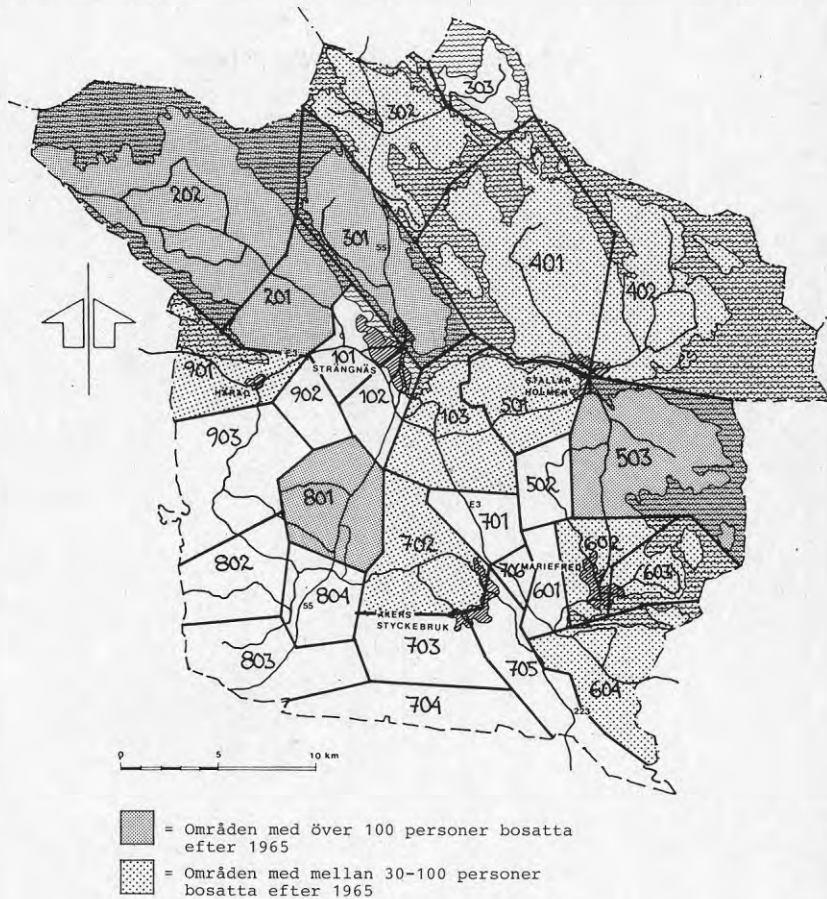 303
302
202
301
55
401
402
201
E3
901
101
STRÄNGNÄS
HÄRAD
902
102
103
501
STALLAR
HOLMEN
903
503
502
801
E3
701
702
602
802
706
MARIEFRED
601
603
804
55
ÅKERS
STYCKEBRUK
703
803
705
604
704
223
0 5 10 km
= Områden med över 100 personer bosatta
efter 1965
= Områden med mellan 30-100 personer
bosatta efter 1965